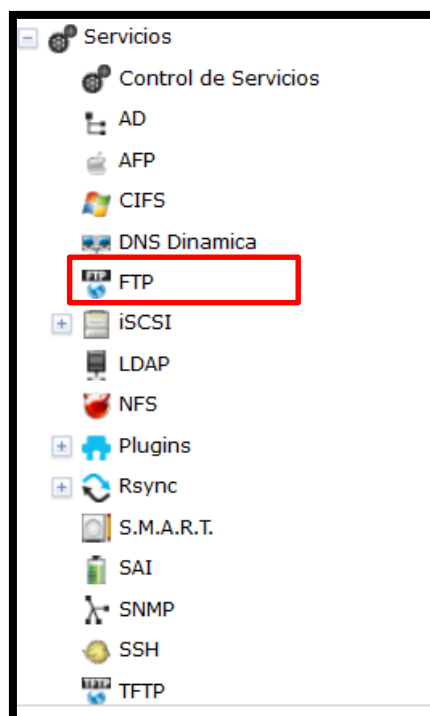 Servicios
Control de Servicios
AD
AFP
CIFS
DNS Dinamica
FTP
iSCSI
LDAP
NFS
Plugins
Rsync
S.M.A.R.T.
SAI
SNMP
SSH
TFTP